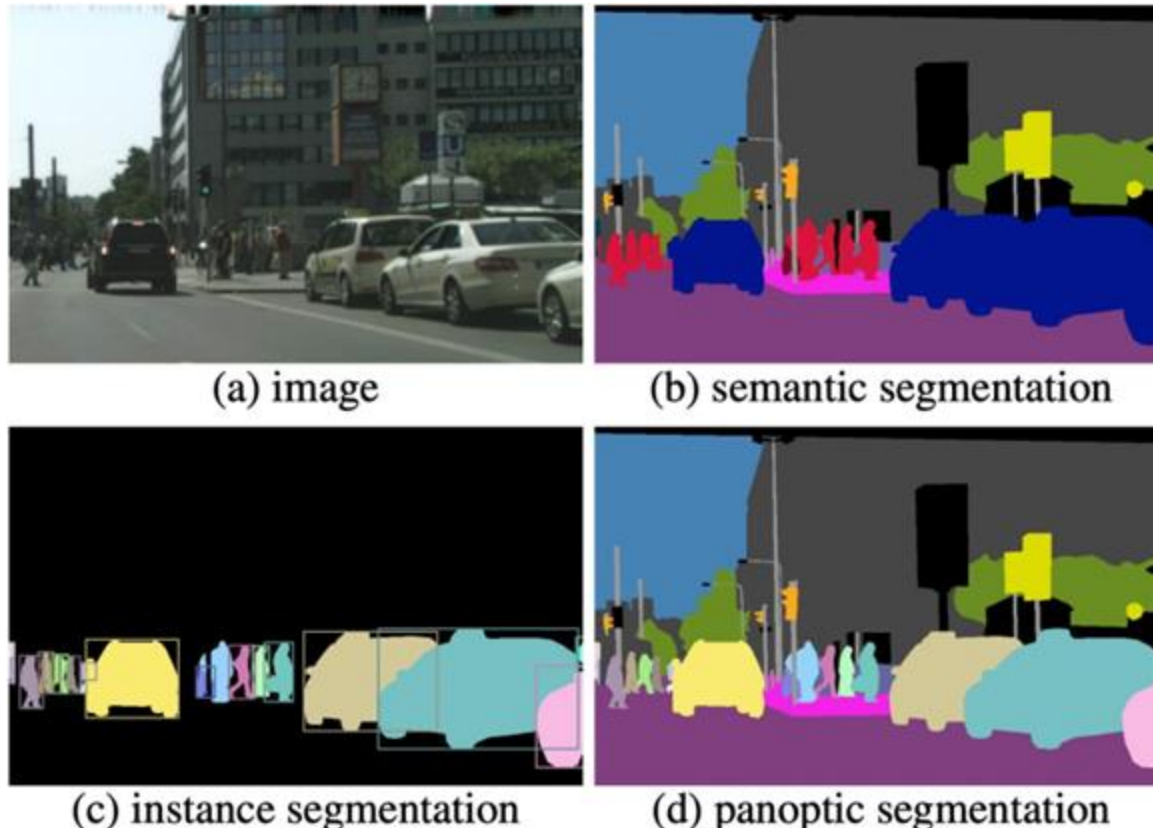 S
U
(a) image
(b) semantic segmentation
(c) instance segmentation
(d) panoptic segmentation